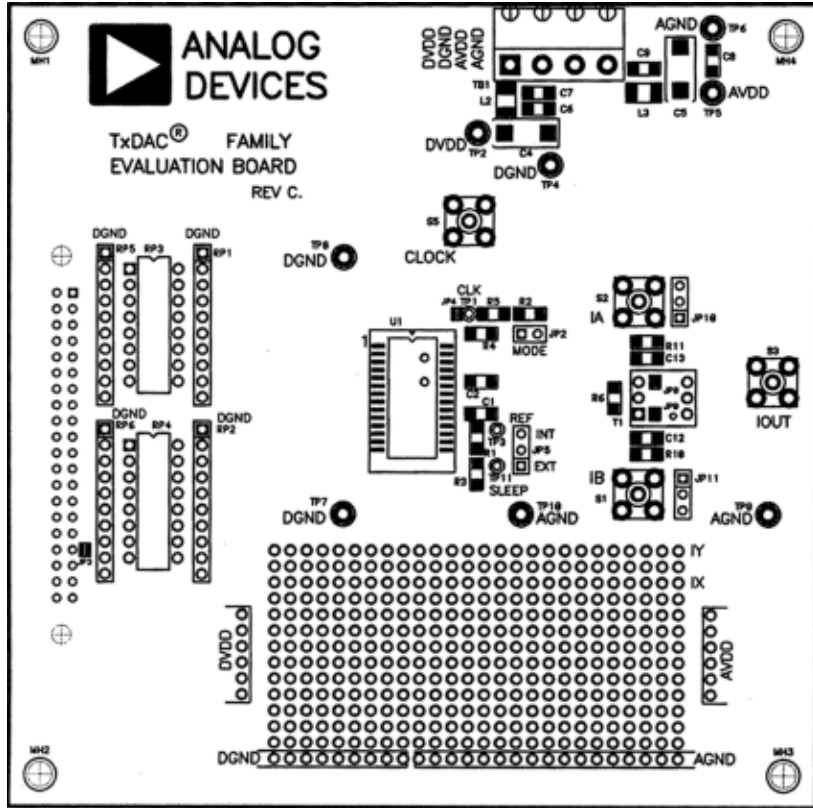 MH1
ANALOG
DEVICES
TxDAC® FAMILY
EVALUATION BOARD
REV C.
DVDD
DGND
AVDD
AGND
TB1
L2
C7
C6
C4
DVDD
TP2
DGND
TP4
AGND
TP6
C9
C8
L3
C5
TP5
AVDD
MH4
S5
CLOCK
TP8
DGND
DGND
RP5
RP3
RP1
DGND
RP6
RP4
DGND
RP2
JP3
U1
1
CLK
JP4
TP1
R5
R2
R4
JP2
MODE
C2
C1
TP3
R1
REF
INT
JP5
EXT
R3
TP11
SLEEP
S2
IA
JP10
R11
C13
R6
JP8
JP9
T1
C12
R10
S3
IOUT
IB
S1
JP11
TP7
DGND
TP10
AGND
TP9
AGND
IY
IX
DVDD
AVDD
DGND
AGND
MH2
MH3